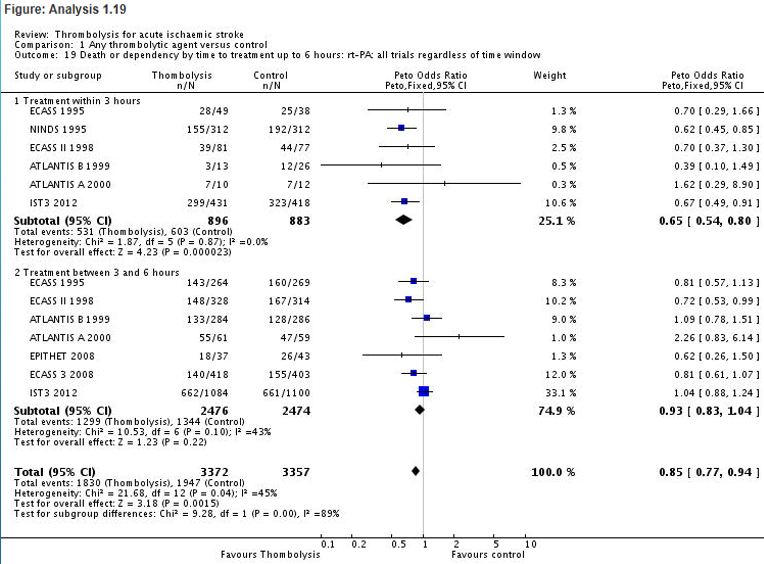 Figure: Analysis 1.19
Review: Thrombolysis for acute ischaemic stroke
Comparison: 1 Any thrombolytic agent versus control
Outcome: 19 Death or dependency by time to treatment up to 6 hours: rt-PA: all trials regardless of time window
Study or subgroup Thrombolysis Control Peto Odds Ratio Weight Peto Odds Ratio
n/N n/N Peto,Fixed,95% CI Peto,Fixed,95% CI
1 Treatment within 3 hours
ECASS 1995 28/49 25/38 1.3 % 0.70 [ 0.29, 1.66 ]
NINDS 1995 155/312 192/312 9.8 % 0.62 [ 0.45, 0.85 ]
ECASS II 1998 39/81 44/77 2.5 % 0.70 [ 0.37, 1.30 ]
ATLANTIS B 1999 3/13 12/26 0.5 % 0.39 [ 0.10, 1.49 ]
ATLANTIS A 2000 7/10 7/12 0.3 % 1.62 [ 0.29, 8.90 ]
IST3 2012 299/431 323/418 10.6 % 0.67 [ 0.49, 0.91 ]
Subtotal (95% CI) 896 883 25.1 % 0.65 [ 0.54, 0.80 ]
Total events: 531 (Thrombolysis), 603 (Control)
Heterogeneity: Chi² = 1.87, df = 5 (P = 0.87); I² =0.0%
Test for overall effect: Z = 4.23 (P = 0.000023)
2 Treatment between 3 and 6 hours
ECASS 1995 143/264 160/269 8.3 % 0.81 [ 0.57, 1.13 ]
ECASS II 1998 148/328 167/314 10.2 % 0.72 [ 0.53, 0.99 ]
ATLANTIS B 1999 133/284 128/286 9.0 % 1.09 [ 0.78, 1.51 ]
ATLANTIS A 2000 55/61 47/59 1.0 % 2.26 [ 0.83, 6.14 ]
EPITHET 2008 18/37 26/43 1.3 % 0.62 [ 0.26, 1.50 ]
ECASS 3 2008 140/418 155/403 12.0 % 0.81 [ 0.61, 1.07 ]
IST3 2012 662/1084 661/1100 33.1 % 1.04 [ 0.88, 1.24 ]
Subtotal (95% CI) 2476 2474 74.9 % 0.93 [ 0.83, 1.04 ]
Total events: 1299 (Thrombolysis), 1344 (Control)
Heterogeneity: Chi² = 10.53, df = 6 (P = 0.10); I² =43%
Test for overall effect: Z = 1.23 (P = 0.22)
Total (95% CI) 3372 3357 100.0 % 0.85 [ 0.77, 0.94 ]
Total events: 1830 (Thrombolysis), 1947 (Control)
Heterogeneity: Chi² = 21.68, df = 12 (P = 0.04); I² =45%
Test for overall effect: Z = 3.18 (P = 0.0015)
Test for subgroup differences: Chi² = 9.28, df = 1 (P = 0.00), I² =89%
0.1 0.2 0.5 1 2 5 10
Favours Thrombolysis Favours control